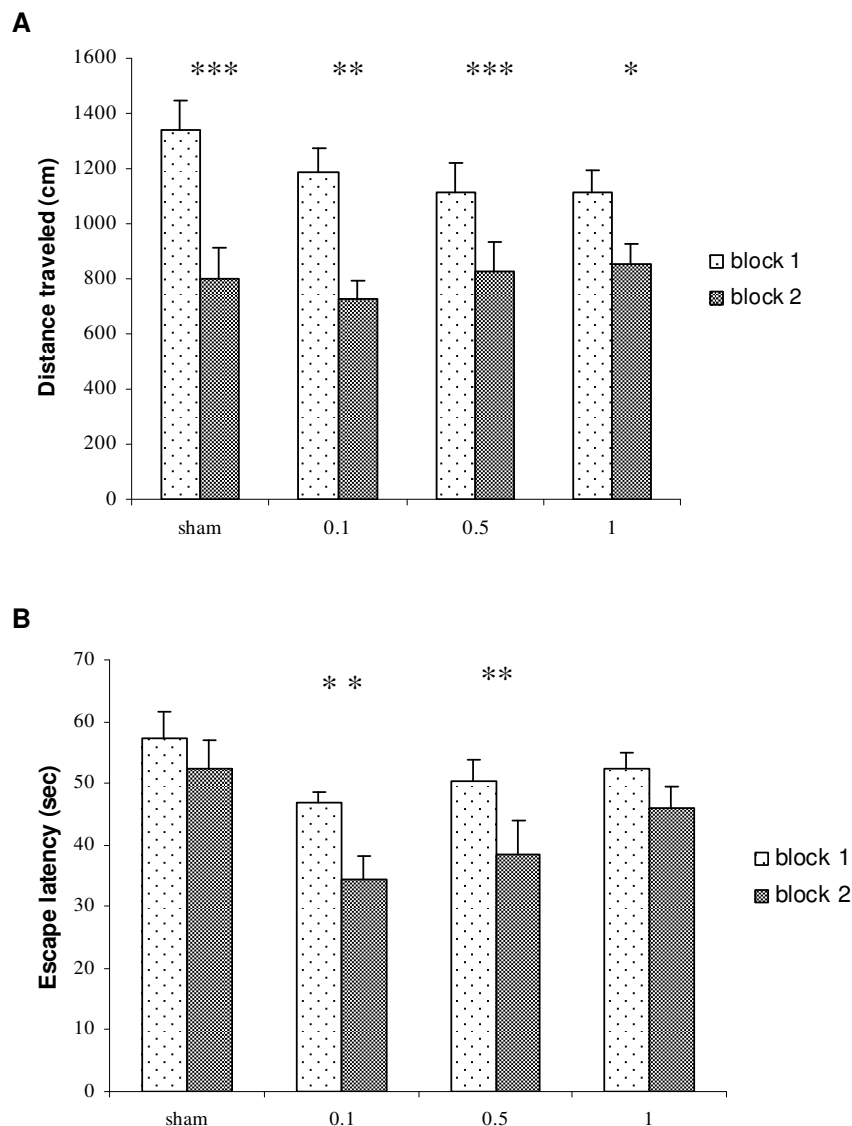 A
1600
*** ** *** *
1400
1200
1000
800
600
400
200
0
Distance traveled (cm)
block 1
block 2
sham 0.1 0.5 1
B
70
* * **
60
50
40
30
20
10
0
Escape latency (sec)
block 1
block 2
sham 0.1 0.5 1